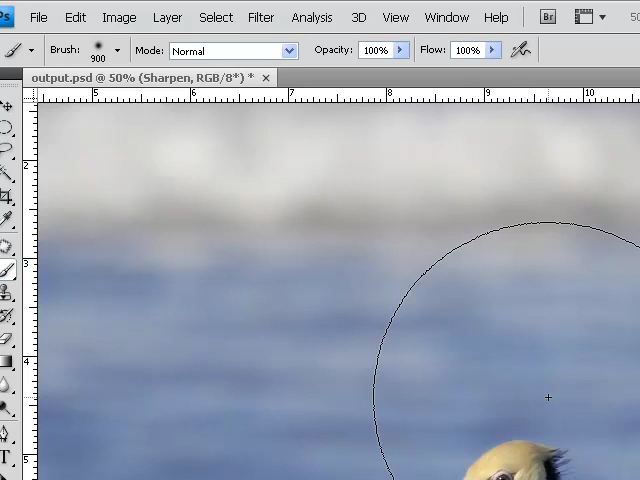 Ps File Edit Image Layer Select Filter Analysis 3D View Window Help Br 50
Brush: 900 Mode: Normal Opacity: 100% Flow: 100%
output.psd @ 50% (Sharpen, RGB/8*) * ×
5 6 7 8 9 10
2
3
4
5
T